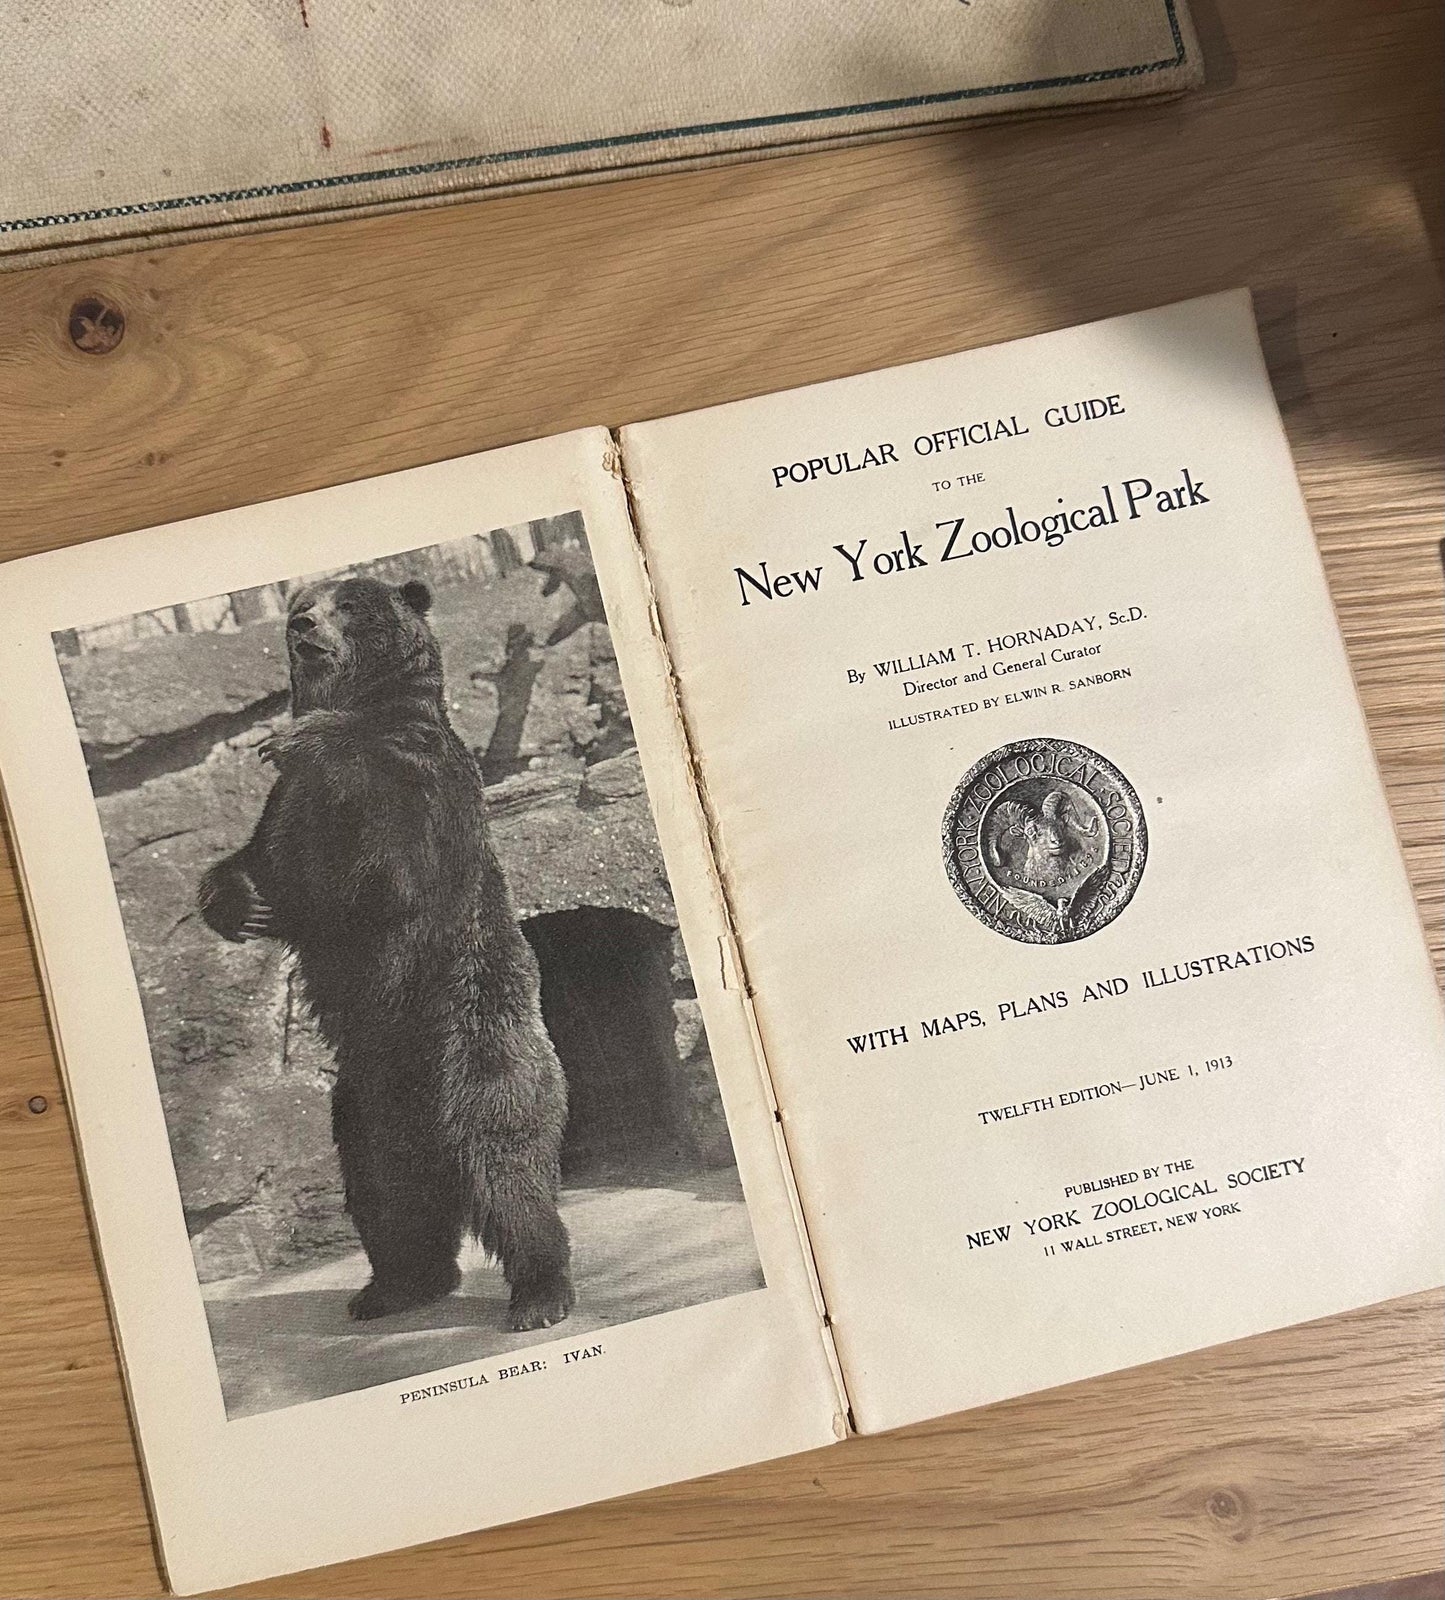 PENINSULA BEAR: IVAN.
POPULAR OFFICIAL GUIDE
TO THE
New York Zoological Park
By WILLIAM T. HORNADAY, Sc.D.
Director and General Curator
ILLUSTRATED BY ELWIN R. SANBORN
NEW·YORK·ZOOLOGICAL·SOCIETY
FOUNDED 1895
WITH MAPS, PLANS AND ILLUSTRATIONS
TWELFTH EDITION—JUNE 1, 1913
PUBLISHED BY THE
NEW YORK ZOOLOGICAL SOCIETY
11 WALL STREET, NEW YORK